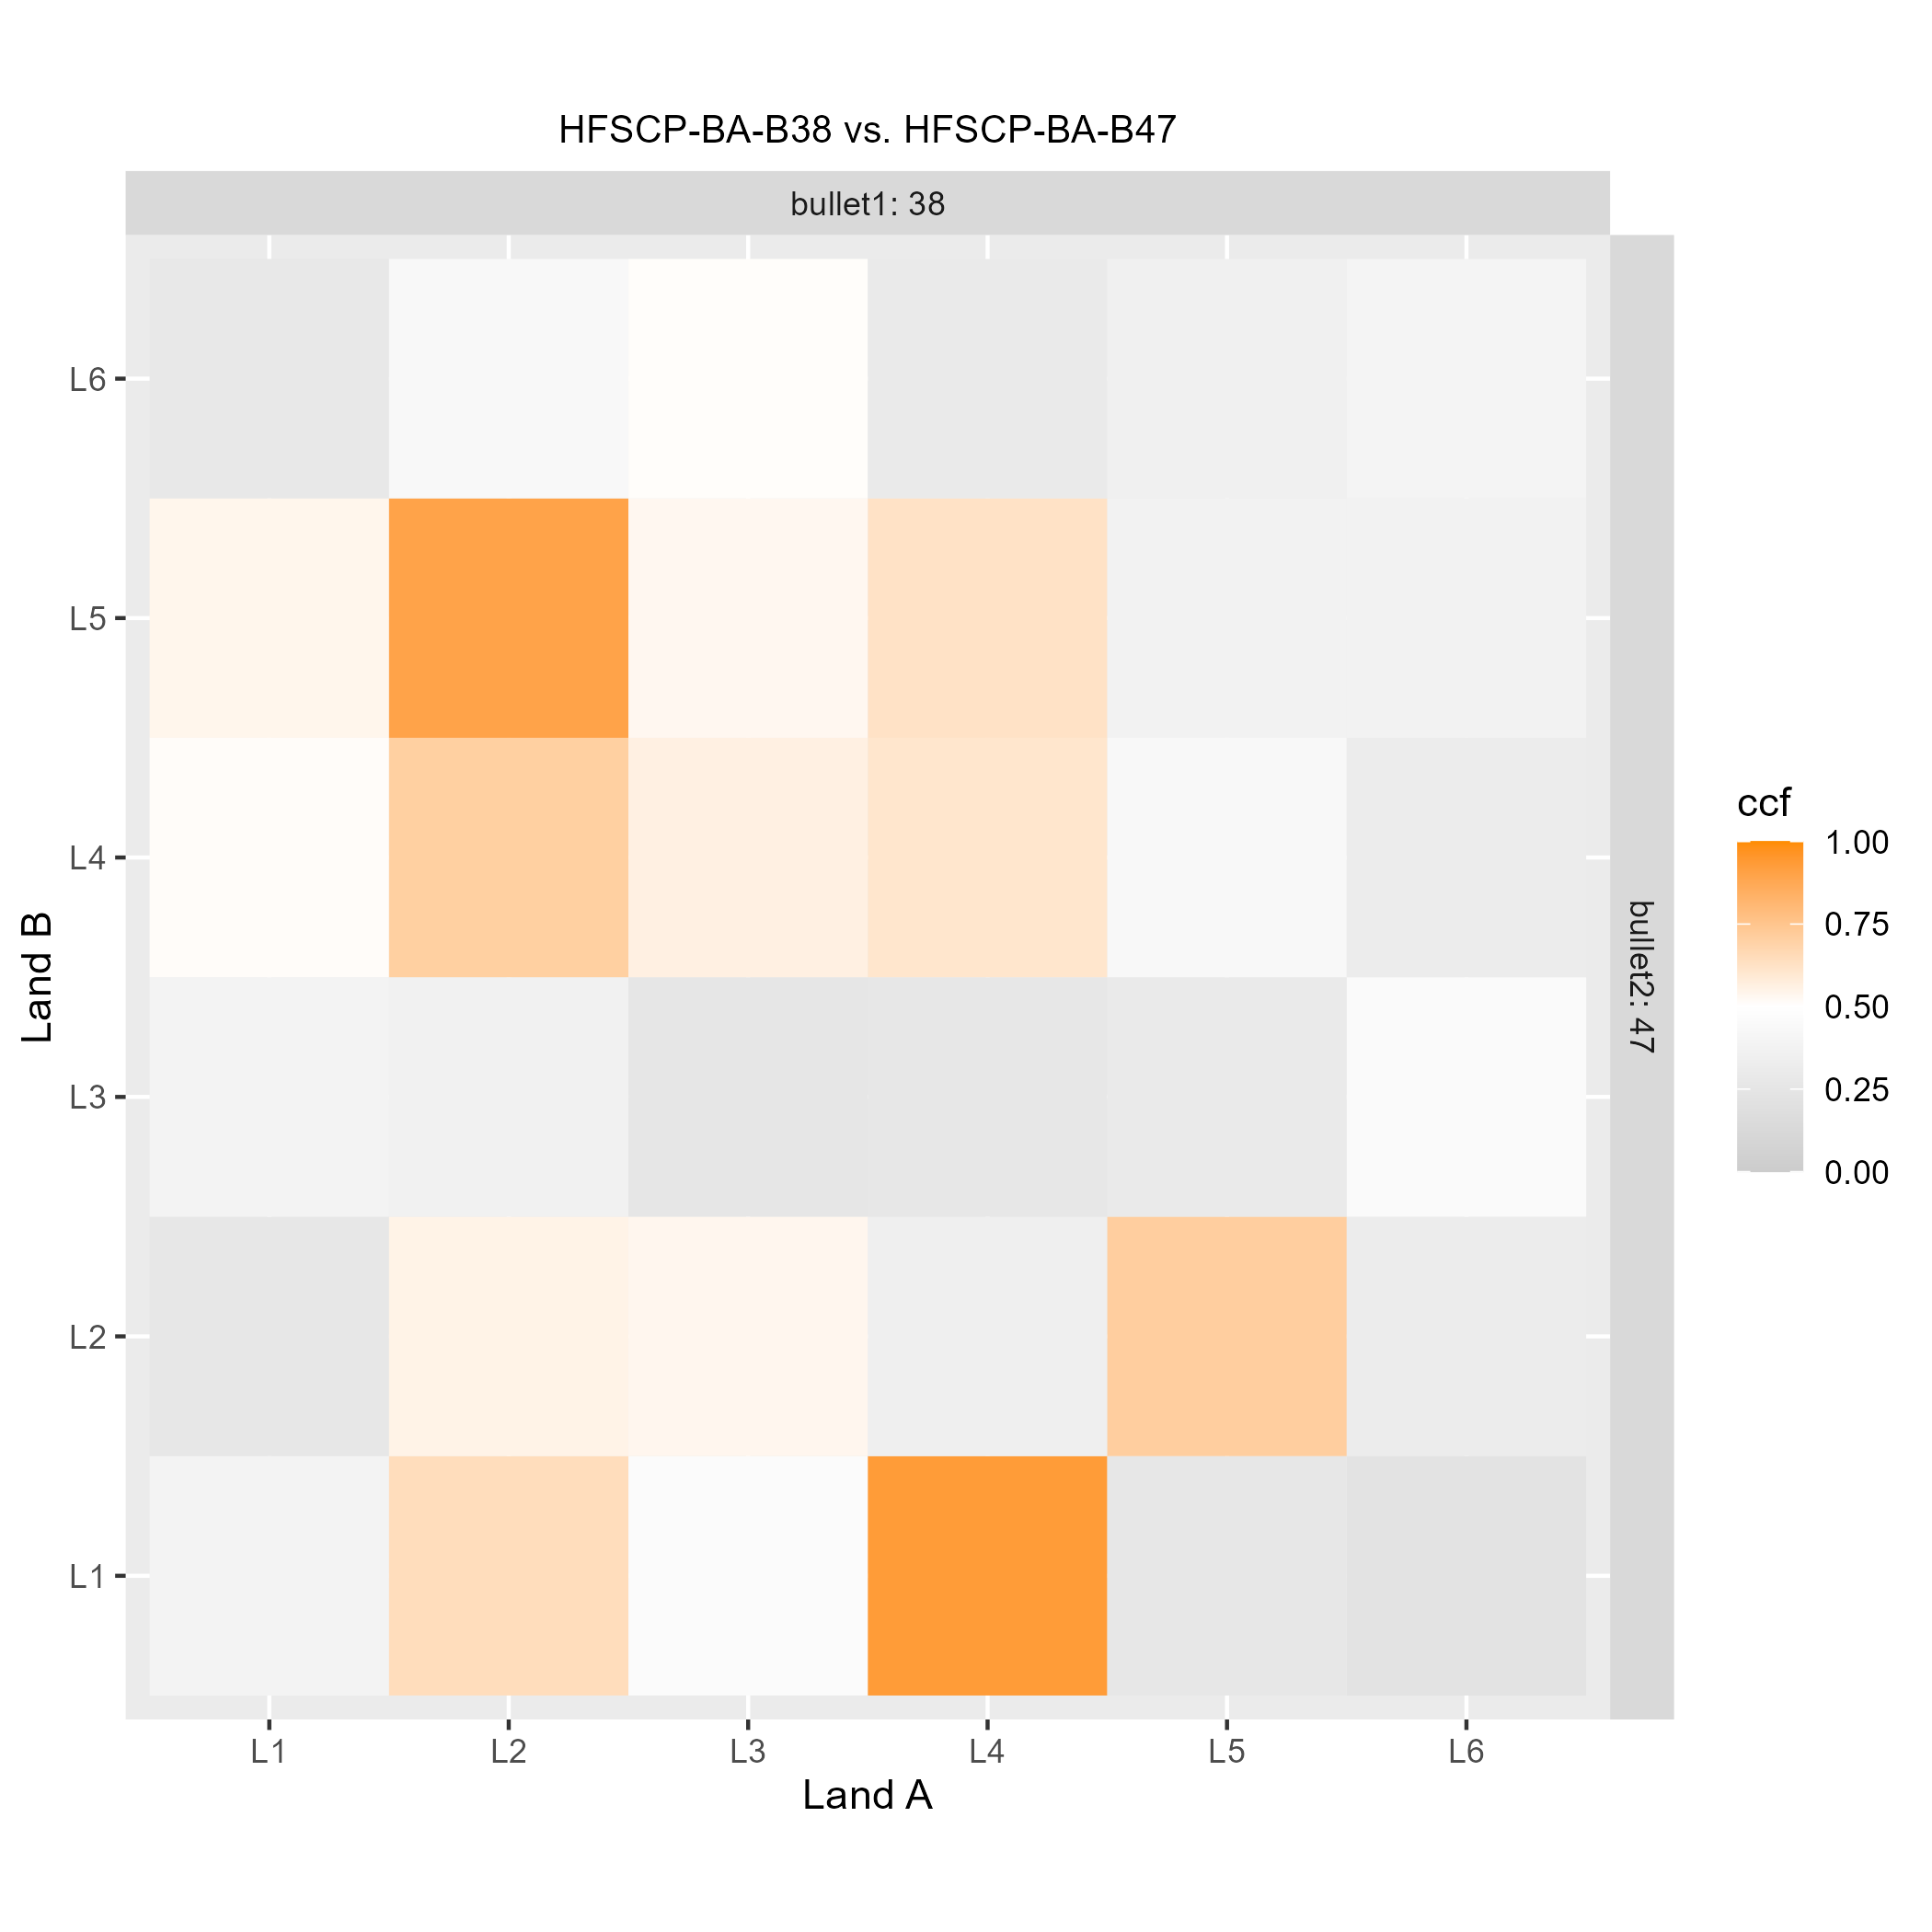 HFSCP-BA-B38 vs. HFSCP-BA-B47
bullet1: 38
L6
L5
L4
L3
L2
L1
Land B
bullet2: 47
L1 L2 L3 L4 L5 L6
Land A
ccf
1.00
0.75
0.50
0.25
0.00